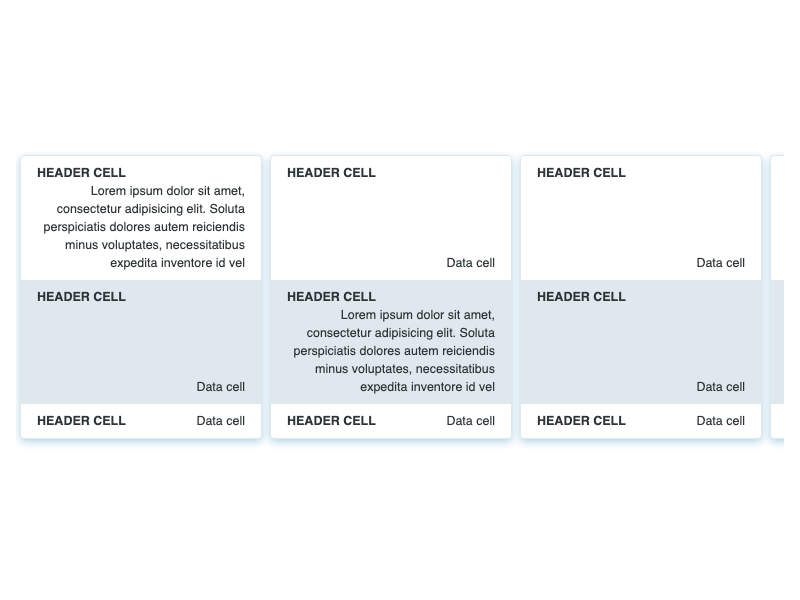 HEADER CELL
Lorem ipsum dolor sit amet,
consectetur adipisicing elit. Soluta
perspiciatis dolores autem reiciendis
minus voluptates, necessitatibus
expedita inventore id vel
HEADER CELL
Data cell
HEADER CELL Data cell
HEADER CELL
Data cell
HEADER CELL
Lorem ipsum dolor sit amet,
consectetur adipisicing elit. Soluta
perspiciatis dolores autem reiciendis
minus voluptates, necessitatibus
expedita inventore id vel
HEADER CELL Data cell
HEADER CELL
Data cell
HEADER CELL
Data cell
HEADER CELL Data cell